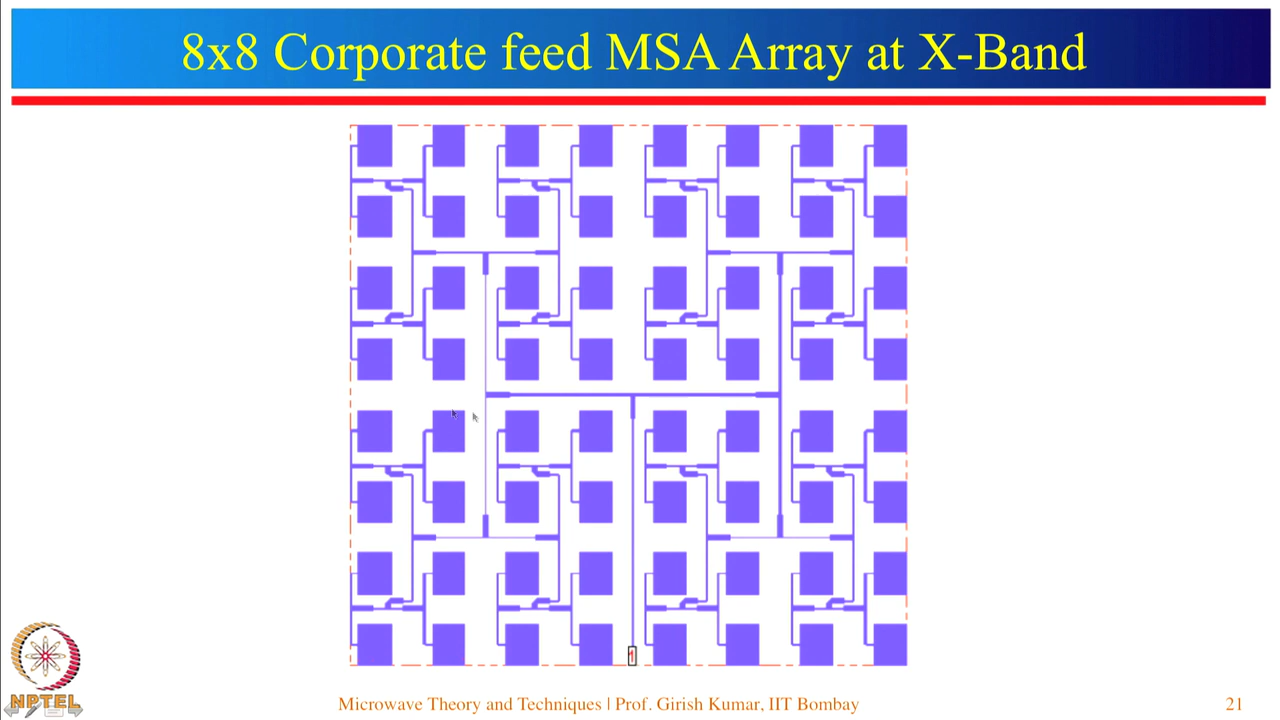 8x8 Corporate feed MSA Array at X-Band
1
NPTEL
Microwave Theory and Techniques | Prof. Girish Kumar, IIT Bombay
21